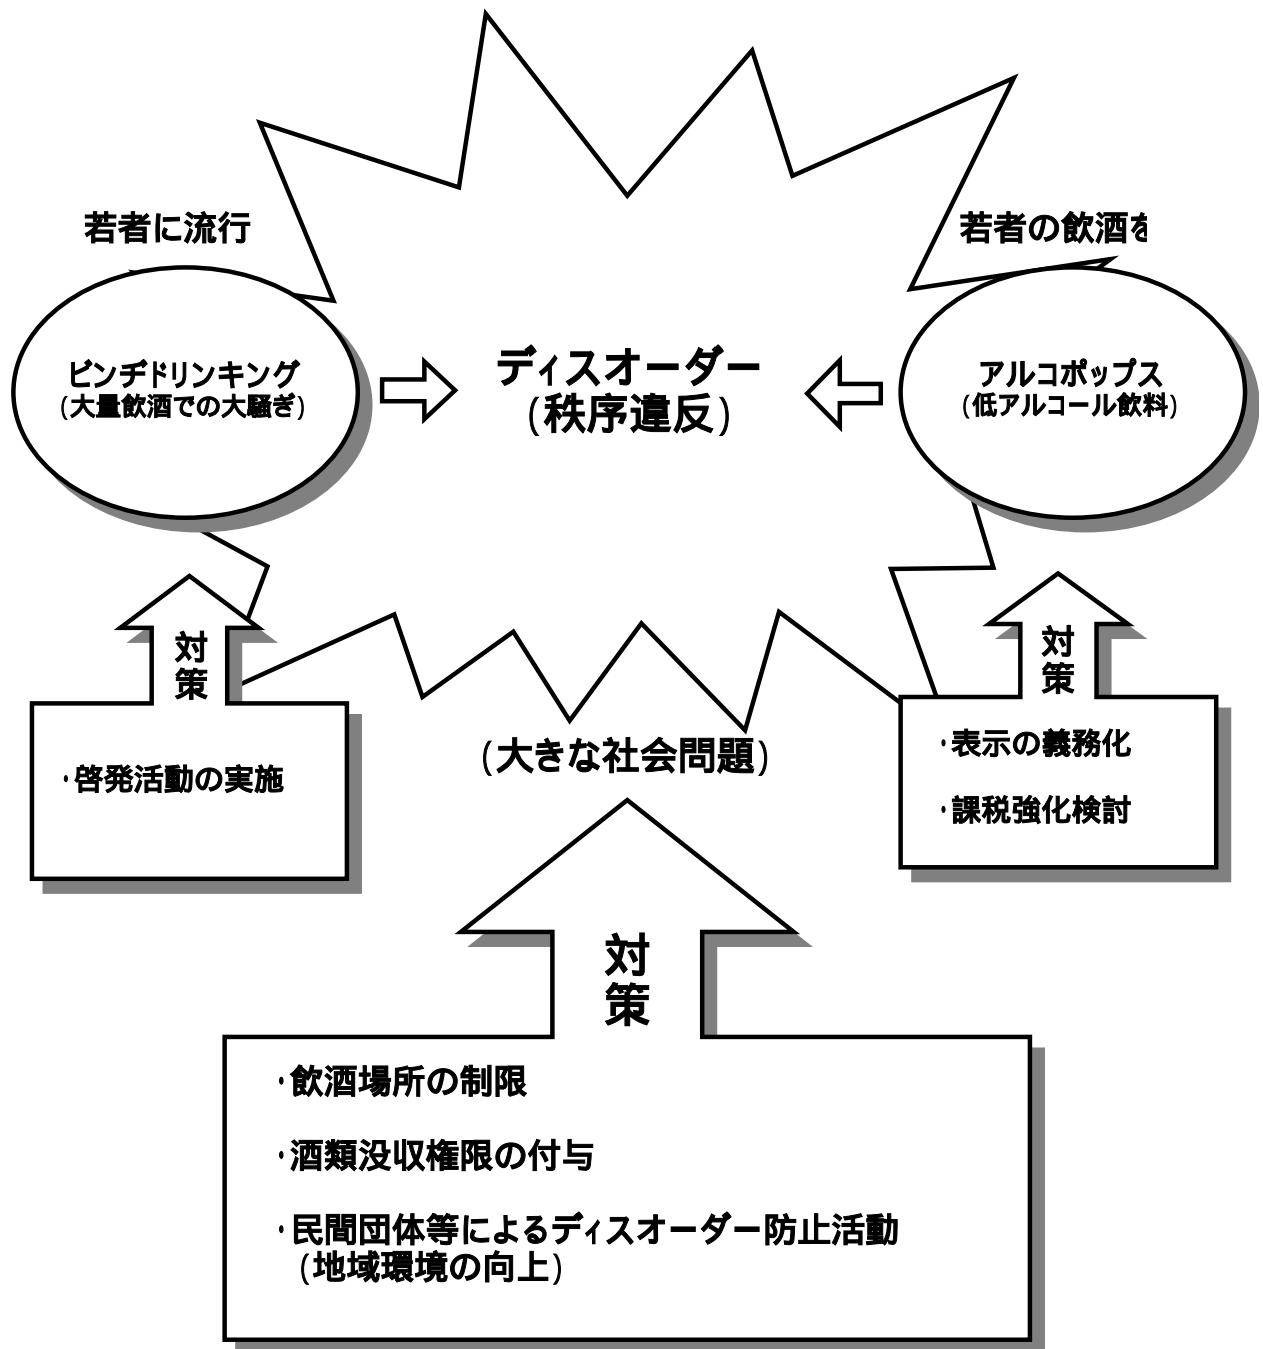 若者に流行
若者の飲酒を
ビンヂドリンキング
(大量飲酒での大騒ぎ)
ディスオーダー
(秩序違反)
アルコポップス
(低アルコール飲料)
対
策
・啓発活動の実施
対
策
・表示の義務化
・課税強化検討
(大きな社会問題)
対
策
・飲酒場所の制限
・酒類没収権限の付与
・民間団体等によるディスオーダー防止活動
(地域環境の向上)